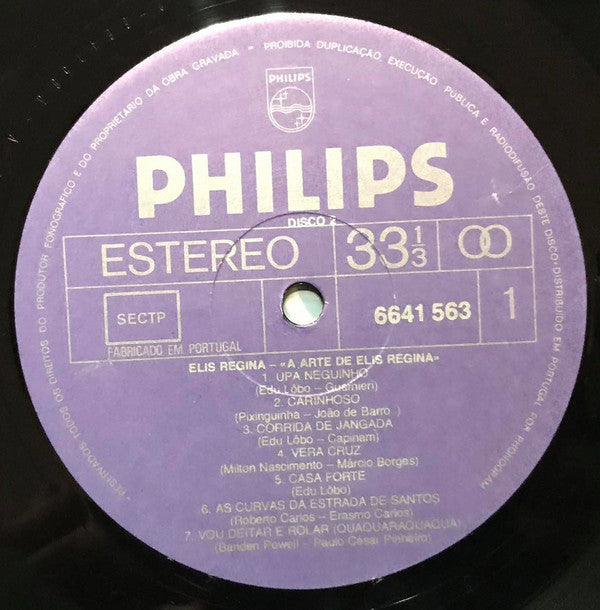 RESERVADOS TODOS OS DIREITOS DO PRODUTOR FONOGRÁFICO E DO PROPRIETÁRIO DA OBRA GRAVADA - PROIBIDA DUPLICAÇÃO, EXECUÇÃO PÚBLICA E RADIODIFUSÃO DESTE DISCO • DISTRIBUIDO EM PORTUGAL POR PHONOGRAM
PHILIPS
PHILIPS
DISCO 2
ESTEREO 33 1/3
SECTP 6641 563 1
FABRICADO EM PORTUGAL
ELIS REGINA – «A ARTE DE ELIS REGINA»
1. UPA NEGUINHO
(Edu Lôbo – Guarnieri)
2. CARINHOSO
(Pixinguinha – João de Barro )
3. CORRIDA DE JANGADA
(Edu Lôbo – Capinam)
4. VERA CRUZ
(Milton Nascimento – Márcio Borges)
5. CASA FORTE
(Edu Lôbo)
6. AS CURVAS DA ESTRADA DE SANTOS
(Roberto Carlos – Erasmo Carlos)
7. VOU DEITAR E ROLAR (QUAQUARAQUAQUA)
(Banden Powell – Paulo César Pinheiro)